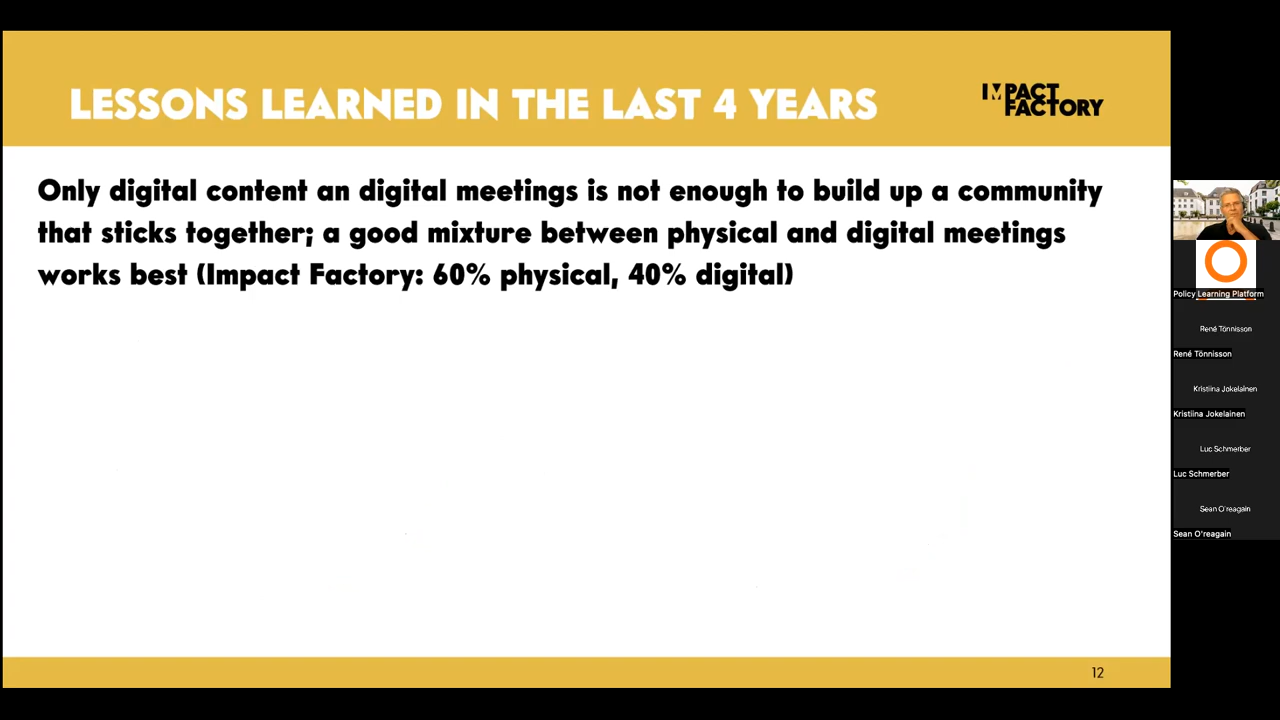 LESSONS LEARNED IN THE LAST 4 YEARS
IMPACT
FACTORY
Only digital content an digital meetings is not enough to build up a community
that sticks together; a good mixture between physical and digital meetings
works best (Impact Factory: 60% physical, 40% digital)
12
Policy Learning Platform
René Tönnisson
René Tönnisson
Kristiina Jokelainen
Kristiina Jokelainen
Luc Schmerber
Luc Schmerber
Sean O'reagain
Sean O'reagain